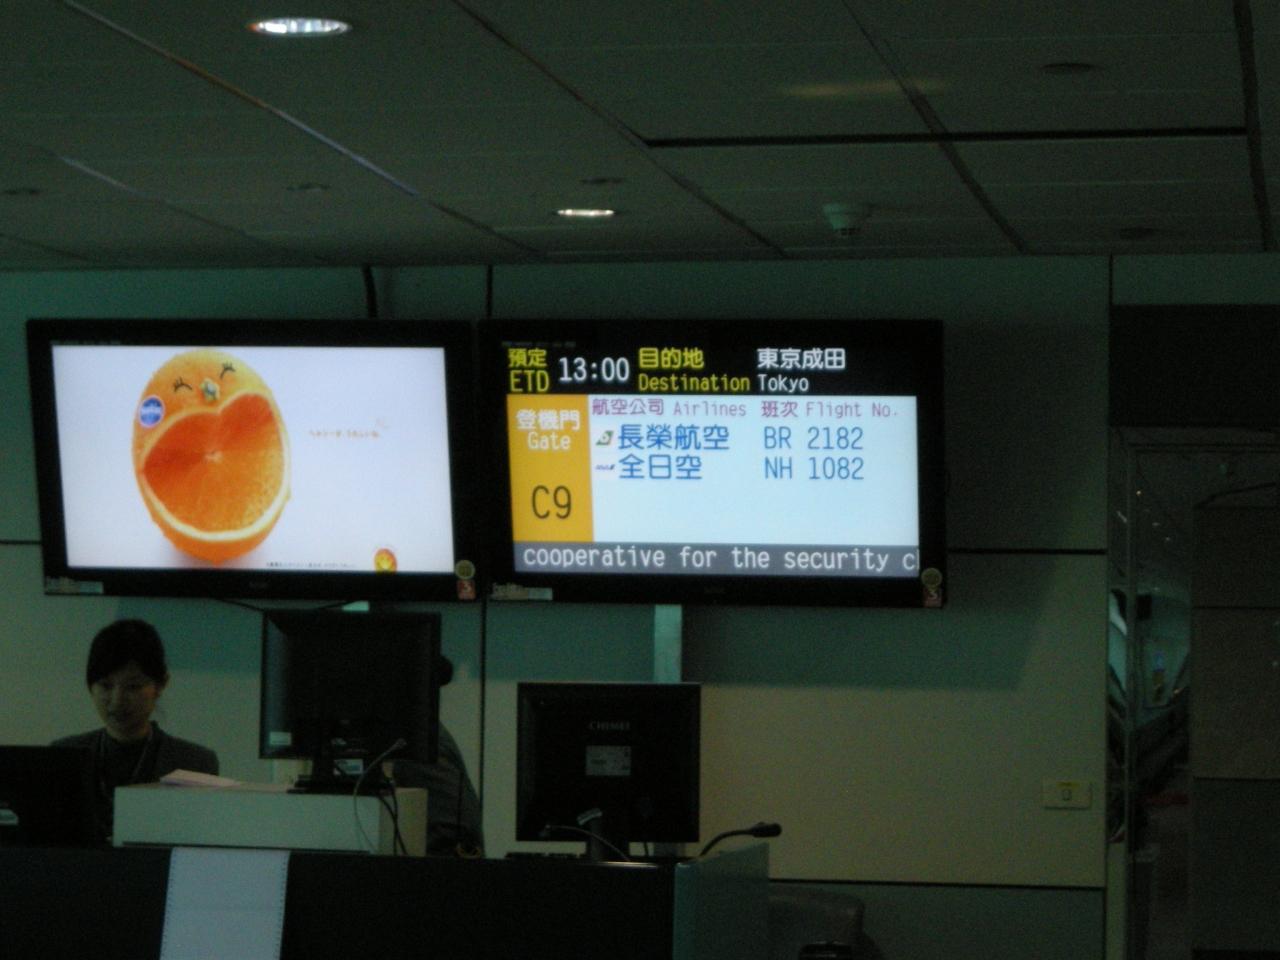 預定 13:00 目的地 東京成田
ETD Destination Tokyo
登機門 航空公司 Airlines 班次 Flight No.
Gate 長榮航空 BR 2182
全日空 NH 1082
C9
cooperative for the security c
CHIMEI